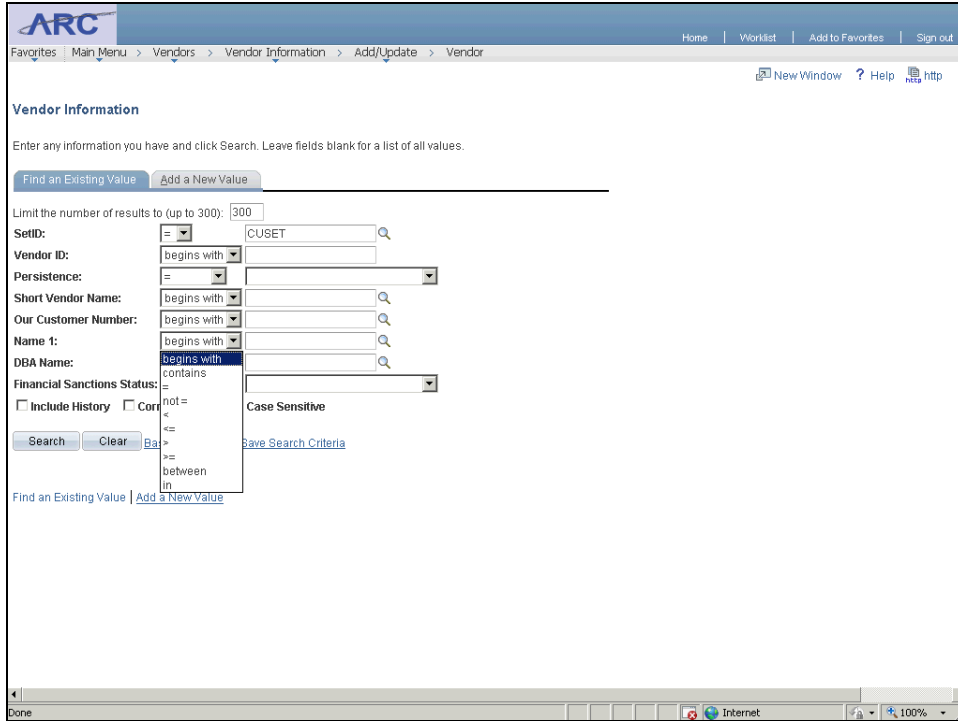 ARC
Home | Worklist | Add to Favorites | Sign out
Favorites Main Menu > Vendors > Vendor Information > Add/Update > Vendor
New Window ? Help http
Vendor Information
Enter any information you have and click Search. Leave fields blank for a list of all values.
Find an Existing Value Add a New Value
Limit the number of results to (up to 300): 300
SetID: = CUSET
Vendor ID: begins with
Persistence: =
Short Vendor Name: begins with
Our Customer Number: begins with
Name 1: begins with
DBA Name: begins with
contains
Financial Sanctions Status: =
not =
Include History Corr Case Sensitive
<
<=
Search Clear Ba > Save Search Criteria
>=
between
in
Find an Existing Value | Add a New Value
Done Internet 100%